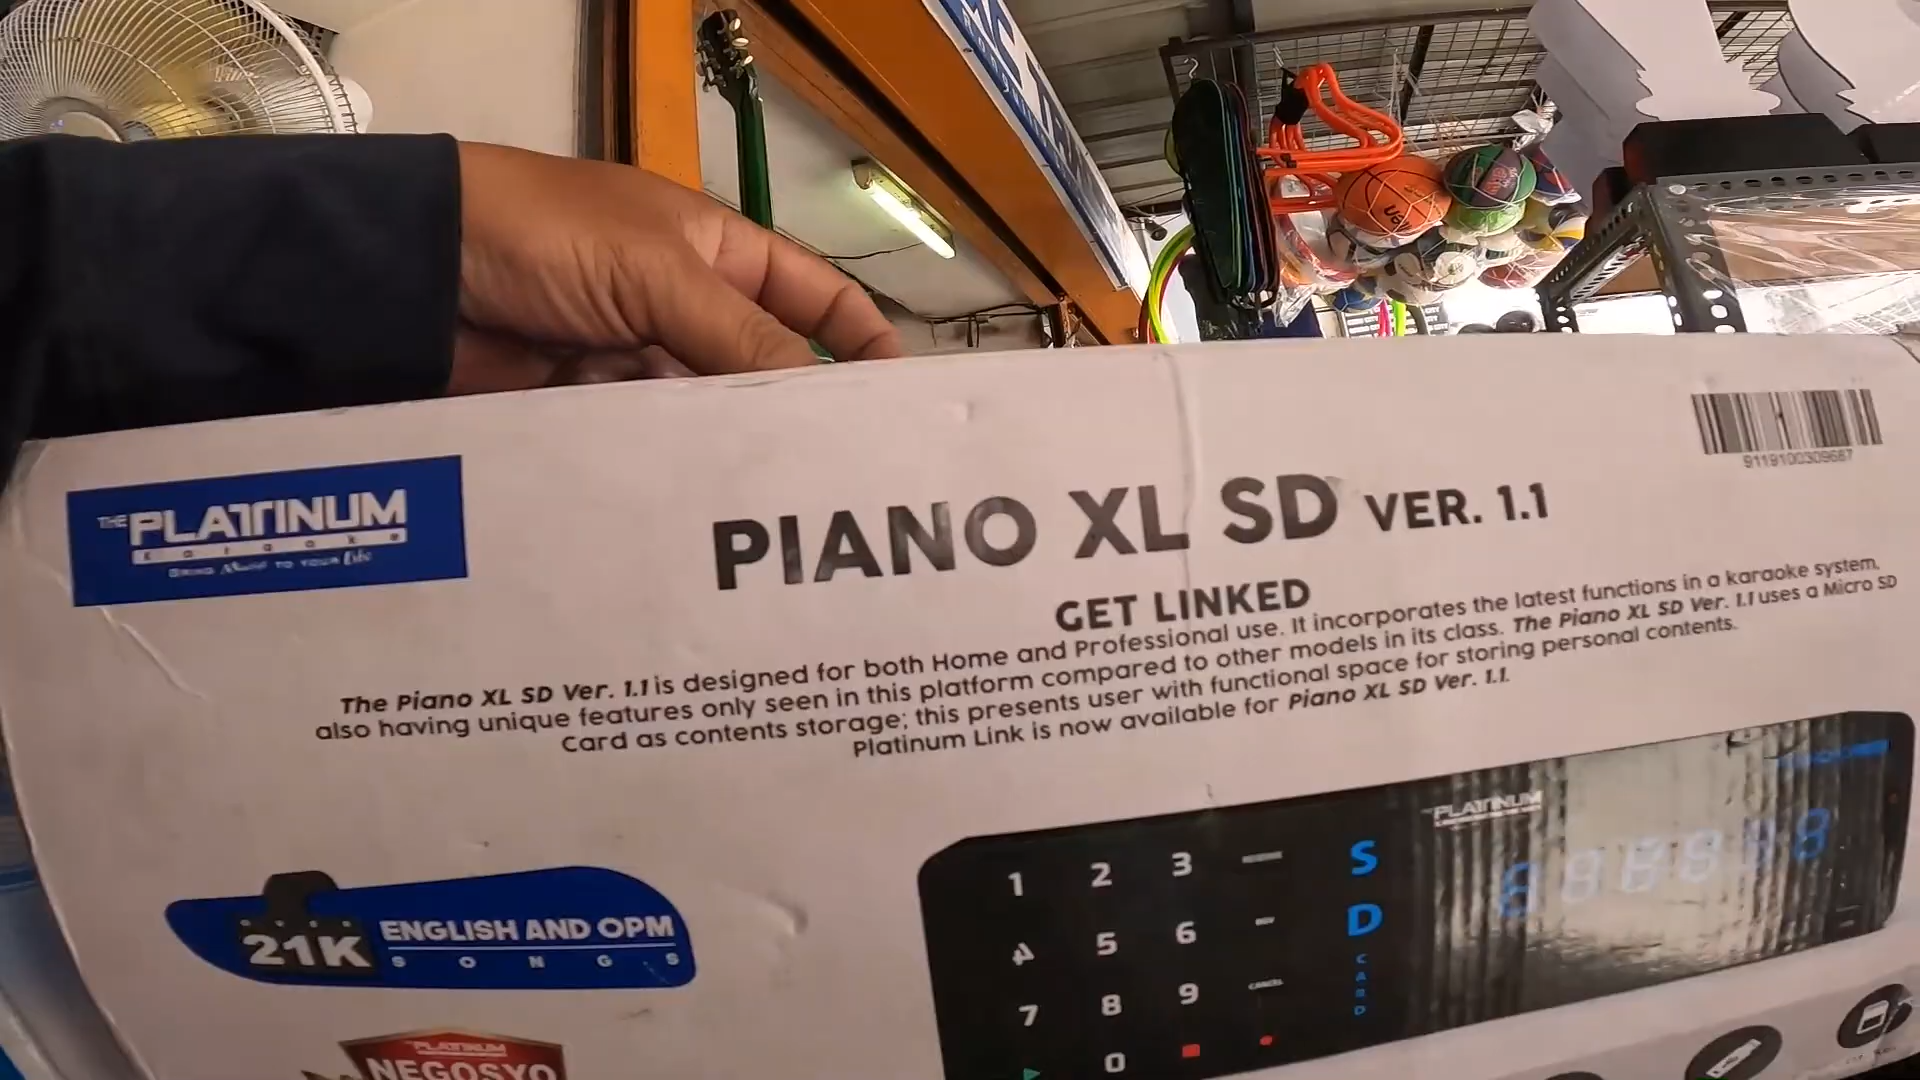 9119100309687
THE PLATINUM
karaoke
BRING Music TO YOUR Life
PIANO XL SD VER. 1.1
GET LINKED
The Piano XL SD Ver. 1.1 is designed for both Home and Professional use. It incorporates the latest functions in a karaoke system,
also having unique features only seen in this platform compared to other models in its class. The Piano XL SD Ver. 1.1 uses a Micro SD
Card as contents storage; this presents user with functional space for storing personal contents.
Platinum Link is now available for Piano XL SD Ver. 1.1.
21K ENGLISH AND OPM
SONGS
PLATINUM
NEGOSYO
THE PLATINUM
1 2 3 RESERVE
4 5 6 REV
7 8 9 CANCEL
0
SD
CARD
888888